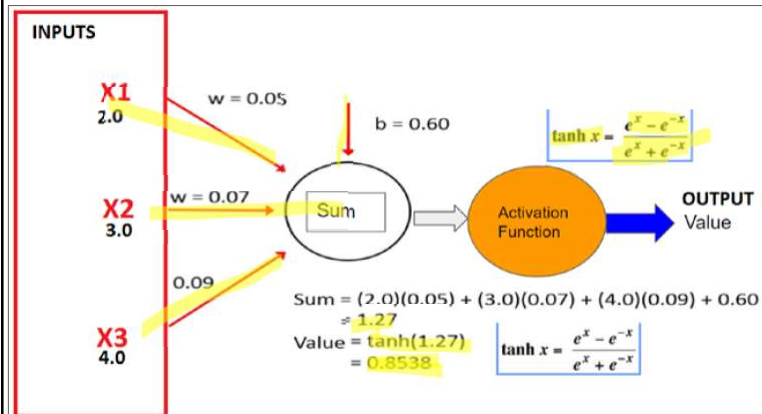 INPUTS
X1
2.0
w = 0.05
b = 0.60
tanh x = e^x − e^−x / e^x + e^−x
X2
3.0
w = 0.07
Sum
Activation
Function
OUTPUT
Value
0.09
X3
4.0
Sum = (2.0)(0.05) + (3.0)(0.07) + (4.0)(0.09) + 0.60
= 1.27
Value = tanh(1.27)
= 0.8538
tanh x = e^x − e^−x / e^x + e^−x